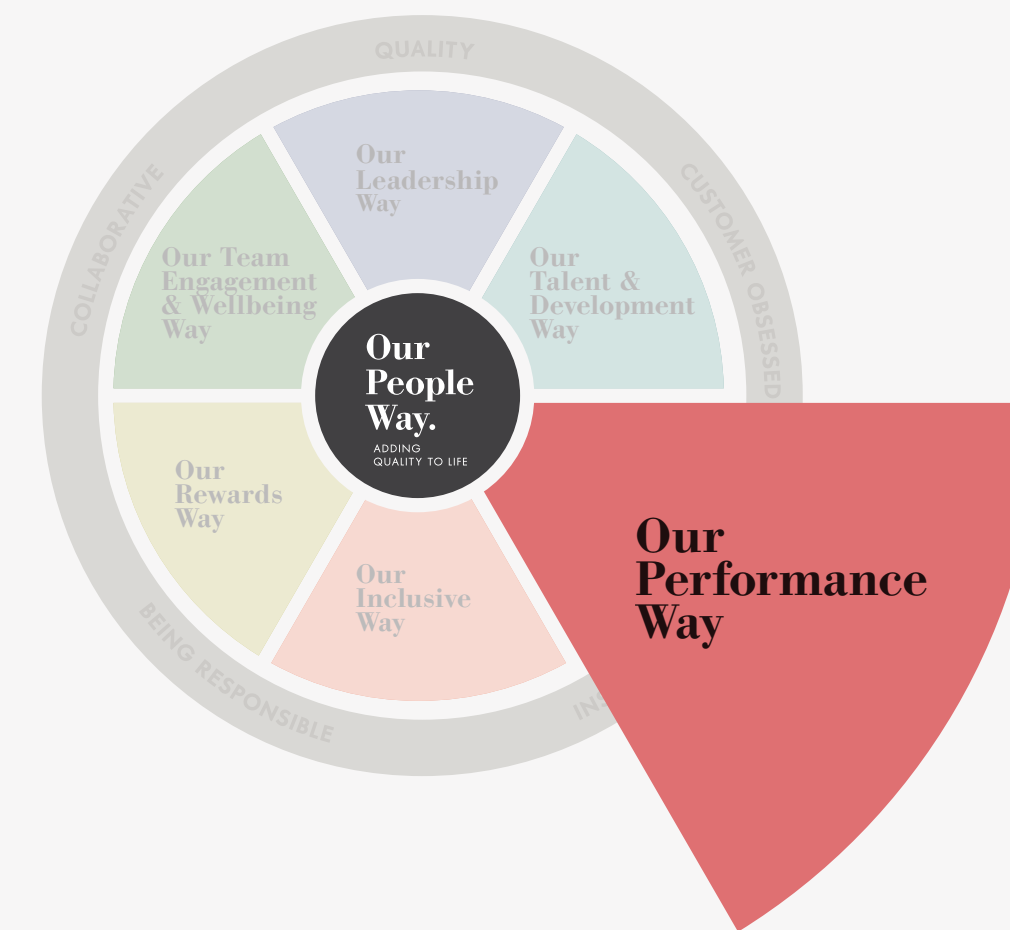 QUALITY
COLLABORATIVE
CUSTOMER OBSESSED
Our
Leadership
Way
Our Team
Engagement
& Wellbeing
Way
Our
Talent &
Development
Way
Our
People
Way.
ADDING
QUALITY TO LIFE
Our
Rewards
Way
Our
Inclusive
Way
Our
Performance
Way
BEING RESPONSIBLE